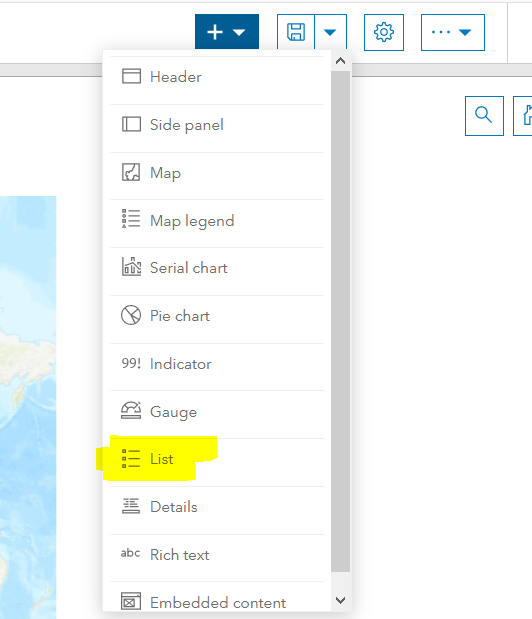 Header
Side panel
Map
Map legend
Serial chart
Pie chart
99! Indicator
Gauge
List
Details
abc Rich text
Embedded content